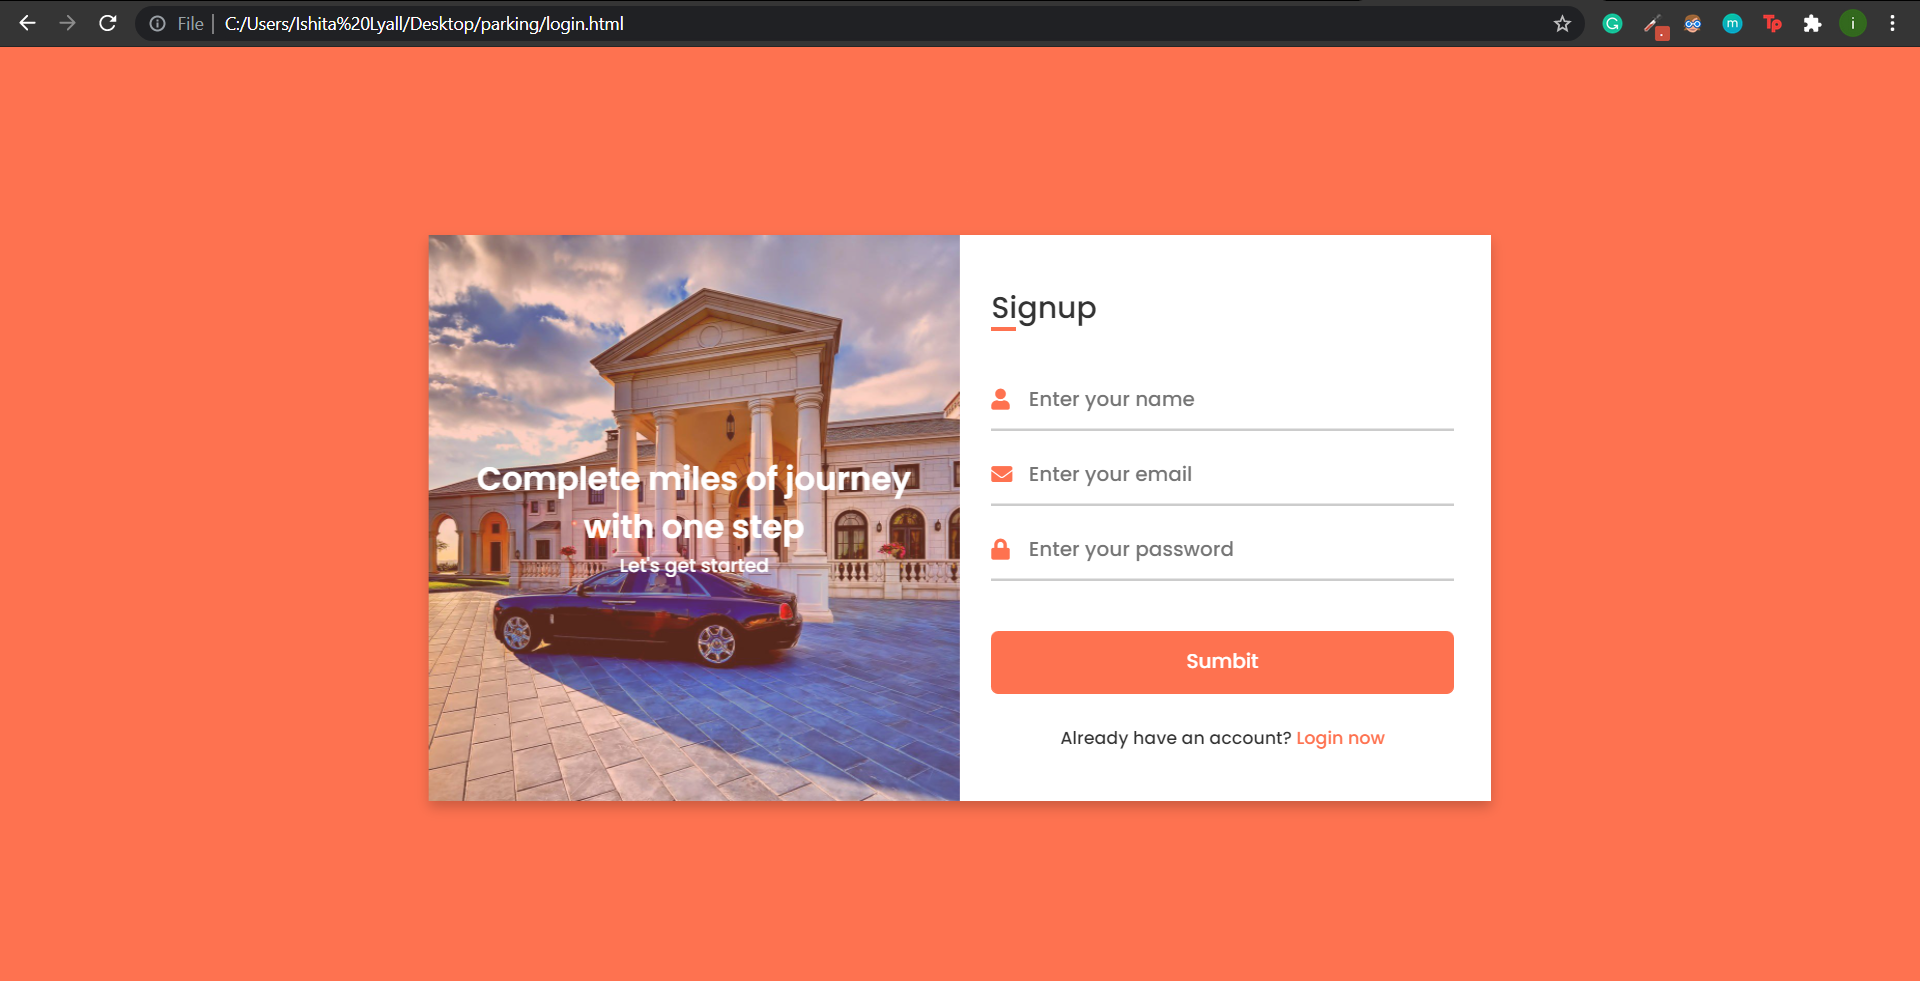 File C:/Users/Ishita%20Lyall/Desktop/parking/login.html
G m Tp i
Complete miles of journey
with one step
Let's get started
Signup
Enter your name
Enter your email
Enter your password
Sumbit
Already have an account? Login now